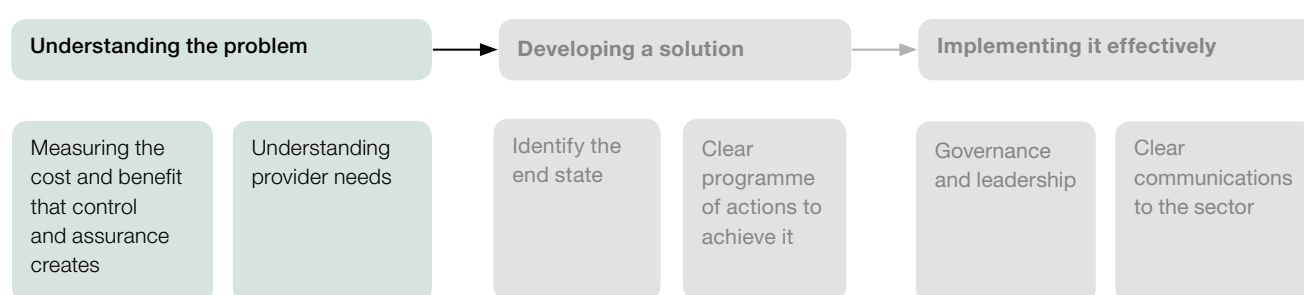 Understanding the problem
Developing a solution
Implementing it effectively
Measuring the
cost and benefit
that control
and assurance
creates
Understanding
provider needs
Identify the
end state
Clear
programme
of actions to
achieve it
Governance
and leadership
Clear
communications
to the sector